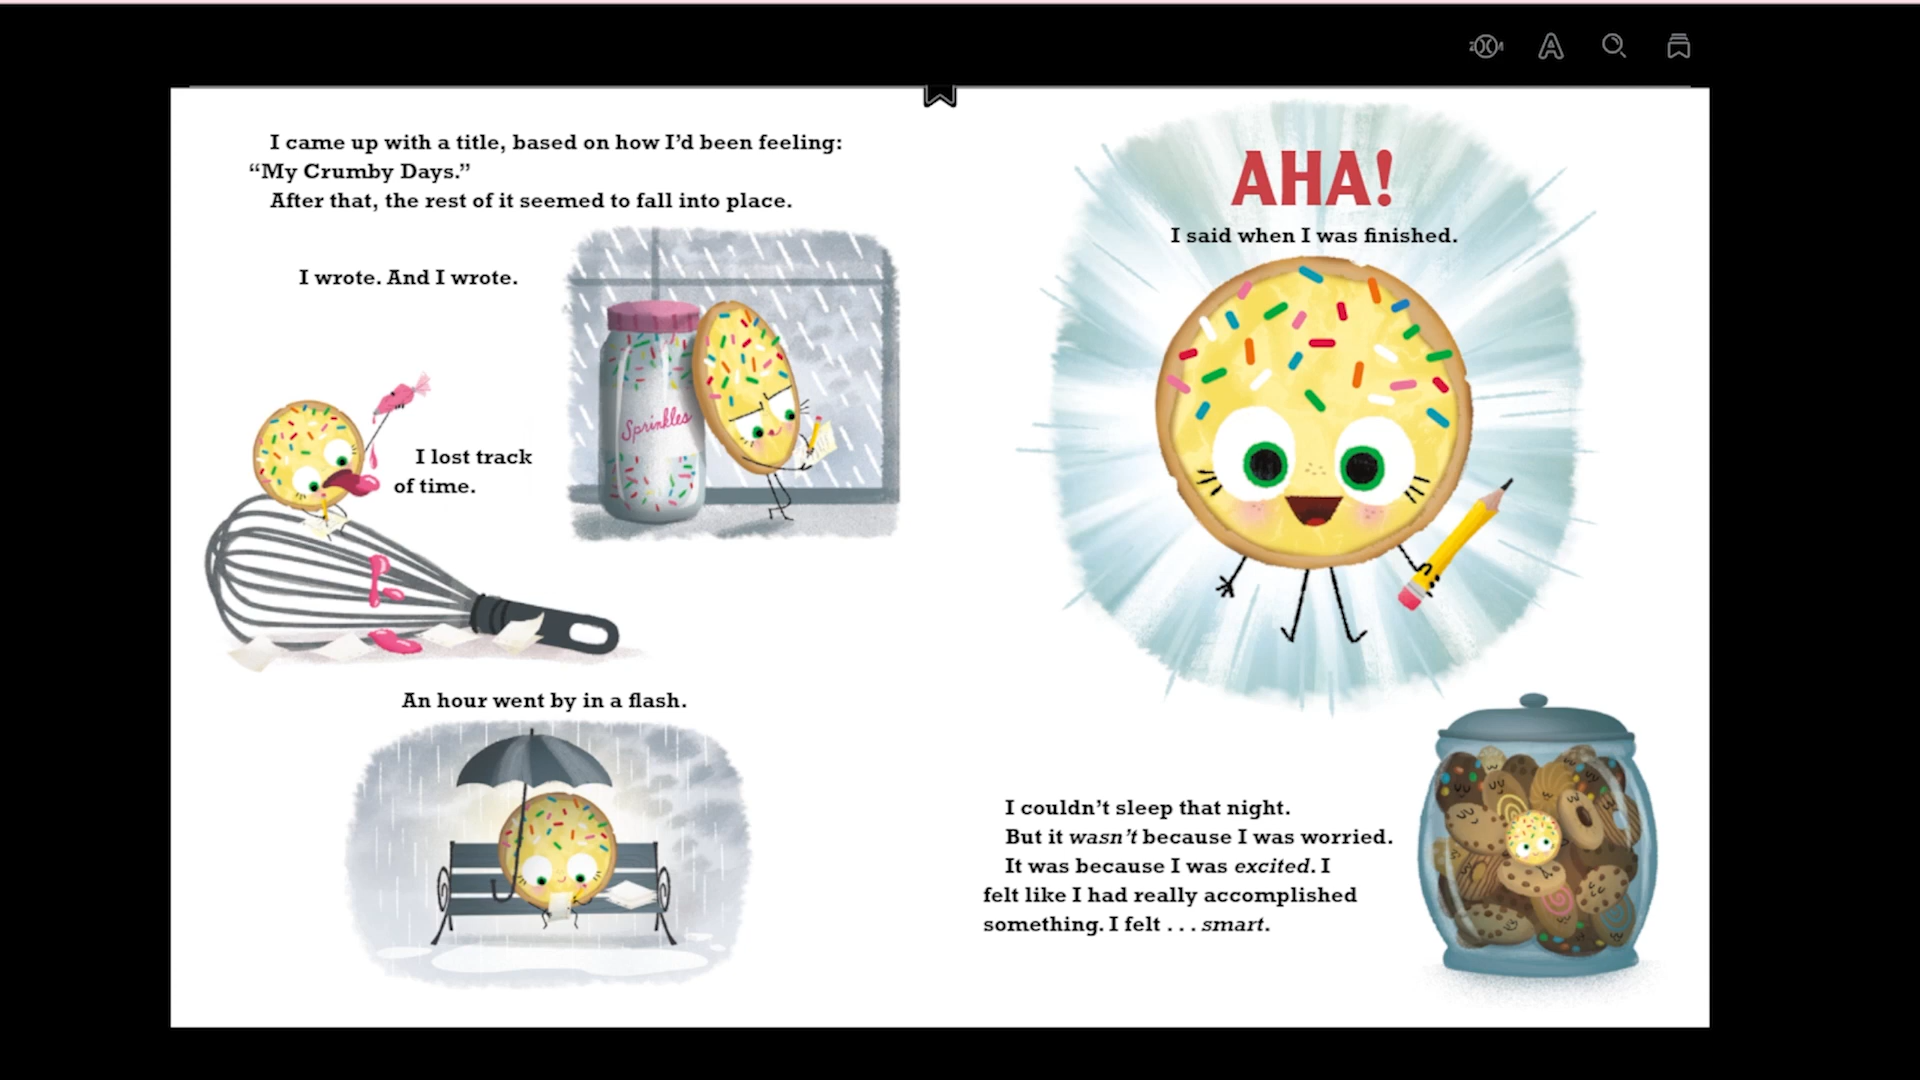 I came up with a title, based on how I’d been feeling:
“My Crumby Days.”
After that, the rest of it seemed to fall into place.
I wrote. And I wrote.
Sprinkles
I lost track
of time.
An hour went by in a flash.
AHA!
I said when I was finished.
I couldn’t sleep that night.
But it wasn’t because I was worried.
It was because I was excited. I
felt like I had really accomplished
something. I felt . . . smart.